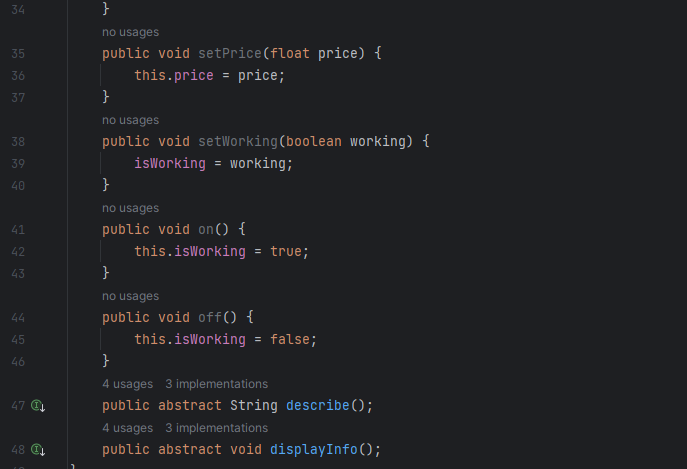 34 }
no usages
35 public void setPrice(float price) {
36 this.price = price;
37 }
no usages
38 public void setWorking(boolean working) {
39 isWorking = working;
40 }
no usages
41 public void on() {
42 this.isWorking = true;
43 }
no usages
44 public void off() {
45 this.isWorking = false;
46 }
4 usages 3 implementations
47 public abstract String describe();
4 usages 3 implementations
48 public abstract void displayInfo();